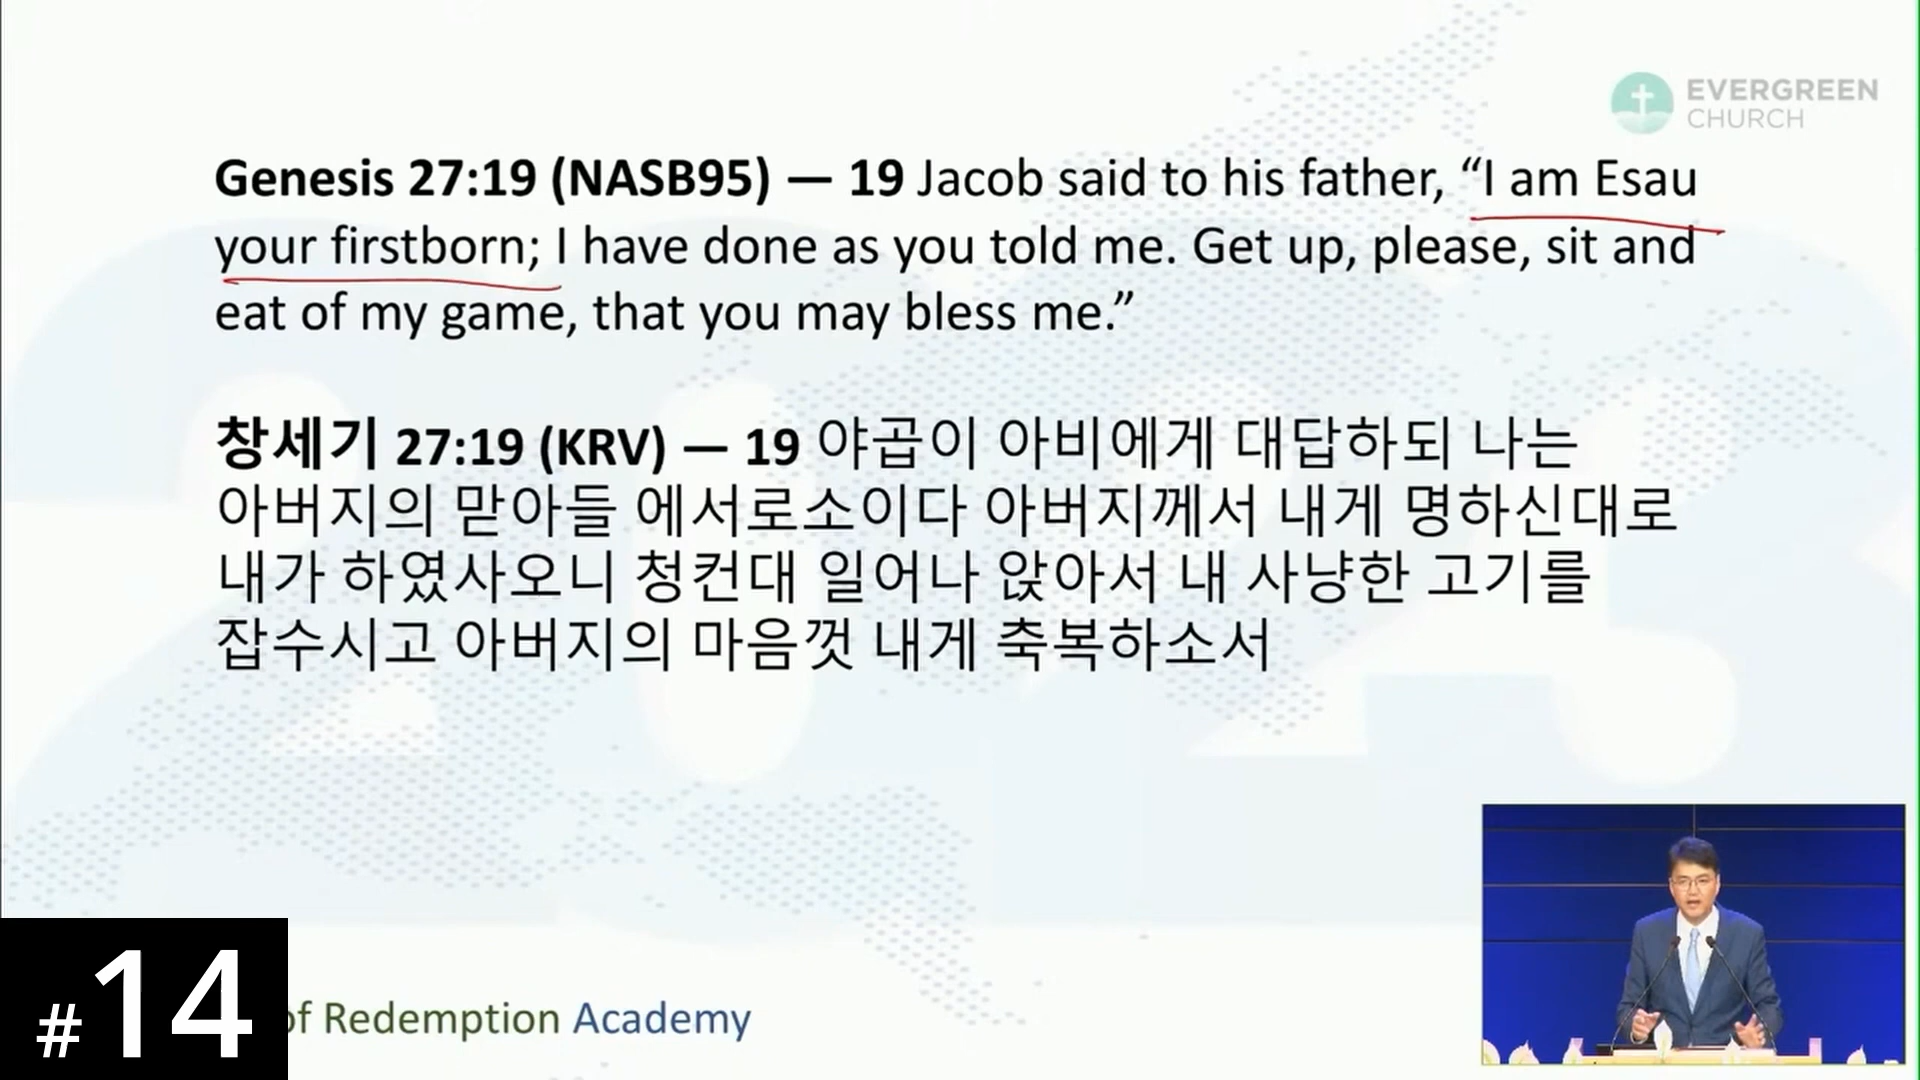 EVERGREEN
CHURCH
Genesis 27:19 (NASB95) — 19 Jacob said to his father, “I am Esau
your firstborn; I have done as you told me. Get up, please, sit and
eat of my game, that you may bless me.”
창세기 27:19 (KRV) — 19 야곱이 아비에게 대답하되 나는
아버지의 맏아들 에서로소이다 아버지께서 내게 명하신대로
내가 하였사오니 청컨대 일어나 앉아서 내 사냥한 고기를
잡수시고 아버지의 마음껏 내게 축복하소서
#14
of Redemption Academy